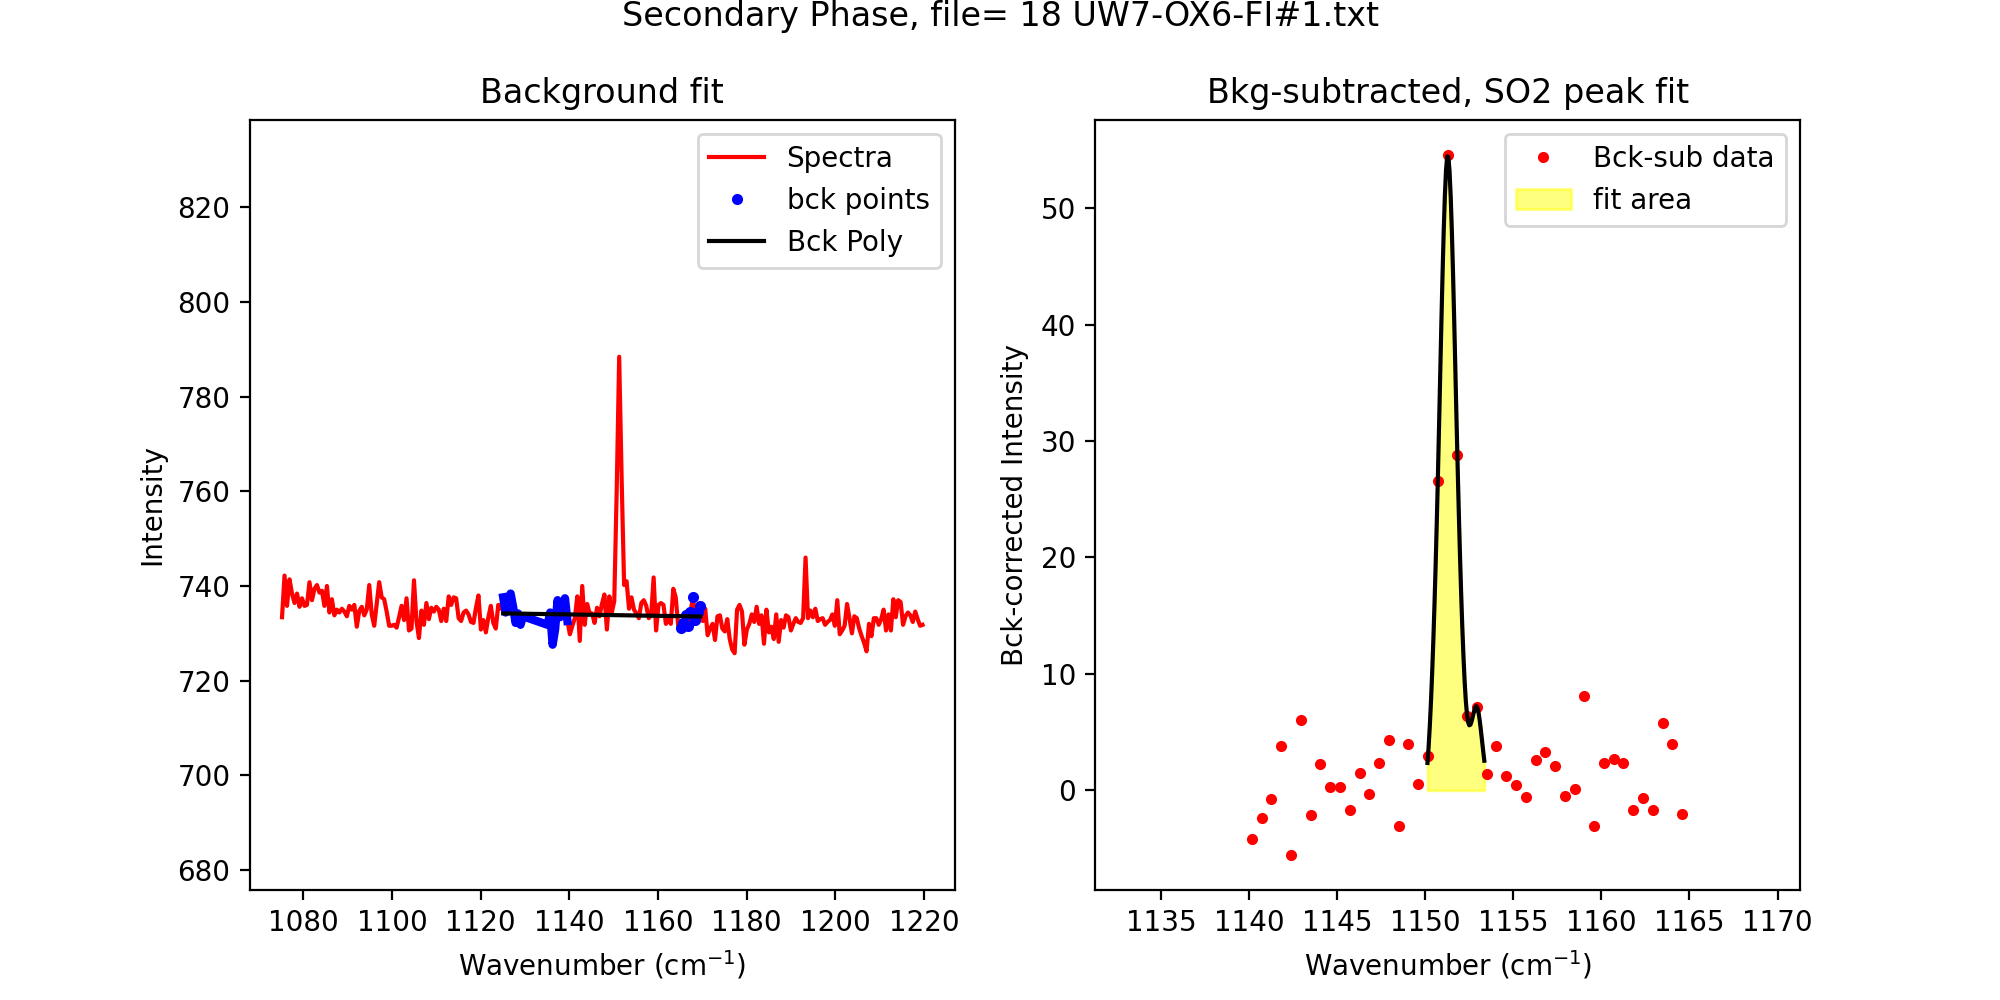 Secondary Phase, file= 18 UW7-OX6-FI#1.txt
Background fit
Spectra
bck points
Bck Poly
820
800
780
760
740
720
700
680
Intensity
1080 1100 1120 1140 1160 1180 1200 1220
Wavenumber (cm⁻¹)
Bkg-subtracted, SO2 peak fit
Bck-sub data
fit area
50
40
30
20
10
0
Bck-corrected Intensity
1135 1140 1145 1150 1155 1160 1165 1170
Wavenumber (cm⁻¹)